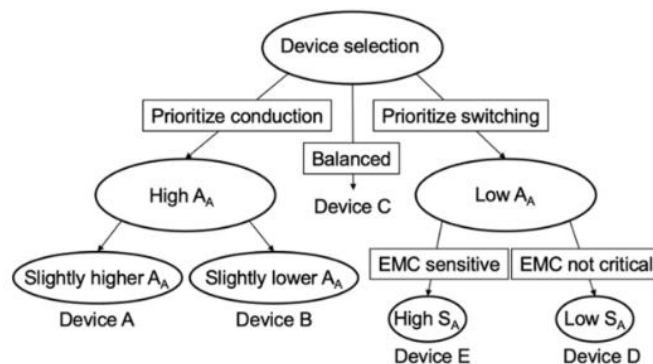 Device selection
Prioritize conduction
Prioritize switching
Balanced
High A_A
Device C
Low A_A
Slightly higher A_A
Slightly lower A_A
EMC sensitive
EMC not critical
Device A
Device B
High S_A
Low S_A
Device E
Device D